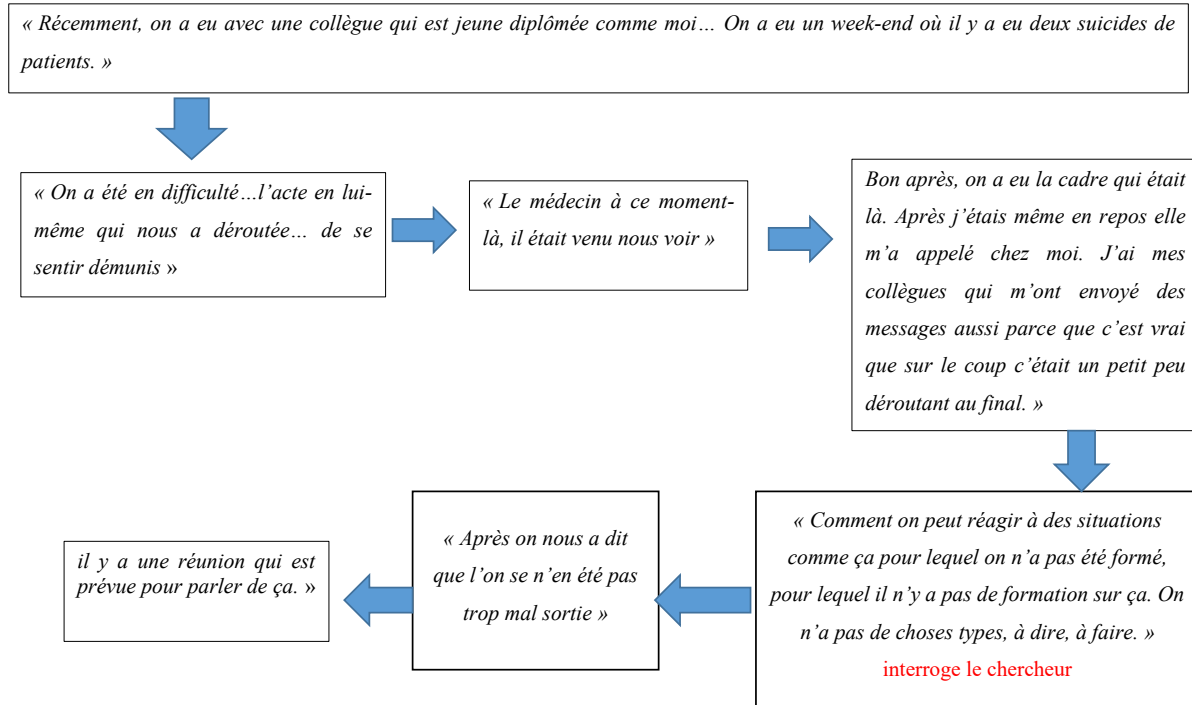 « Récemment, on a eu avec une collègue qui est jeune diplômée comme moi… On a eu un week-end où il y a eu deux suicides de
patients. »
« On a été en difficulté…l’acte en lui-
même qui nous a déroutée… de se
sentir démunis »
« Le médecin à ce moment-
là, il était venu nous voir »
Bon après, on a eu la cadre qui était
là. Après j’étais même en repos elle
m’a appelé chez moi. J’ai mes
collègues qui m’ont envoyé des
messages aussi parce que c’est vrai
que sur le coup c’était un petit peu
déroutant au final. »
« Comment on peut réagir à des situations
comme ça pour lequel on n’a pas été formé,
pour lequel il n’y a pas de formation sur ça. On
n’a pas de choses types, à dire, à faire. »
interroge le chercheur
« Après on nous a dit
que l’on se n’en été pas
trop mal sortie »
il y a une réunion qui est
prévue pour parler de ça. »